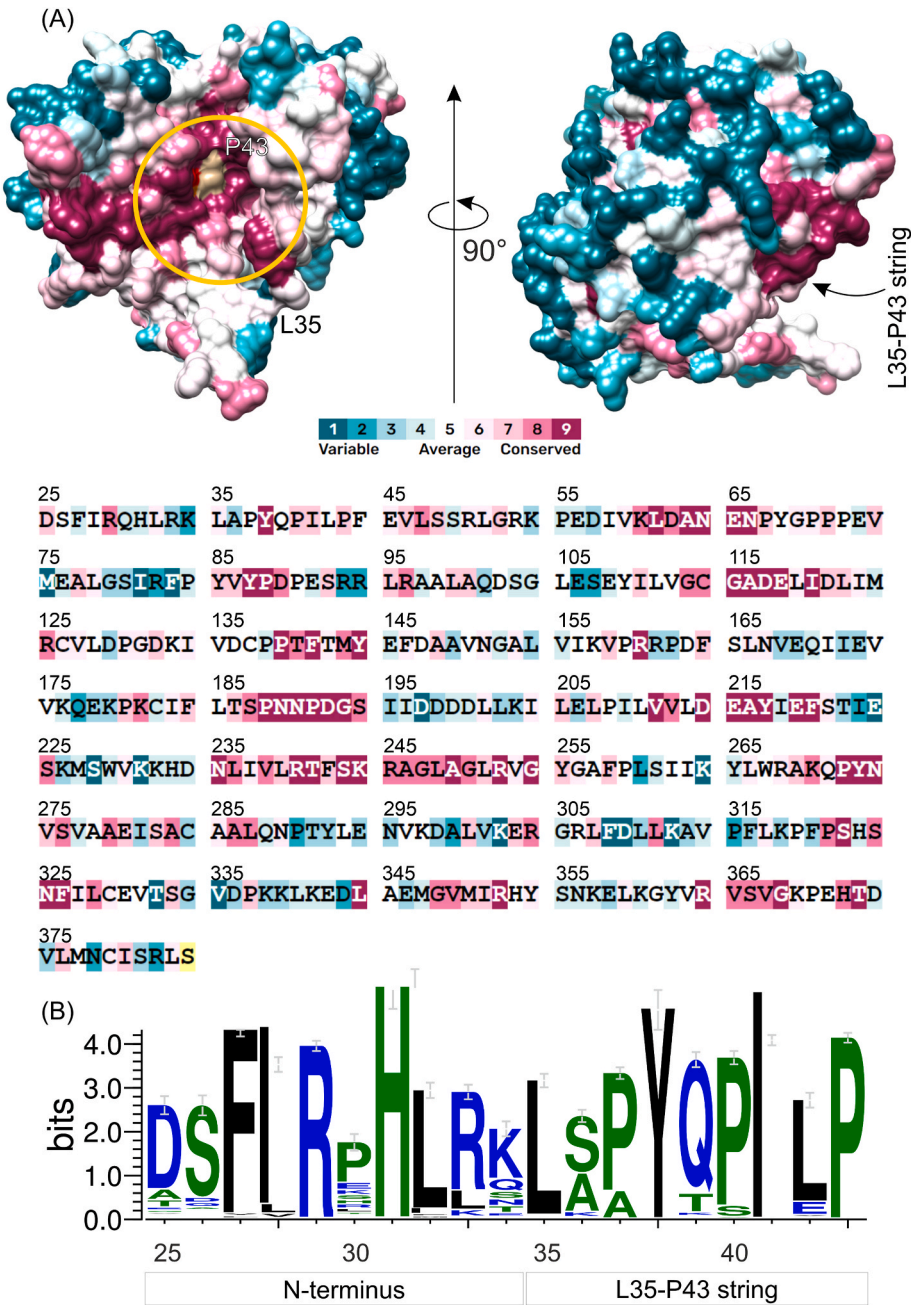 (A)
P43
L35
90°
L35-P43 string
1 2 3 4 5 6 7 8 9
Variable Average Conserved
25 35 45 55 65
DSFIRQHLRK LAPYQPILPF EVLSSRLGRK PEDIVKLDAN ENPYGPPPEV
75 85 95 105 115
MEALGSIRFP YVYPDPESRR LRAALAQDSG LESEYILVGC GADELIDLIM
125 135 145 155 165
RCVLDPGDKI VDCPPTFTMY EFDAAVNGAL VIKVPRRPDF SLNVEQIIEV
175 185 195 205 215
VKQEKPKCIF LTSPNNPDGS IIDDDDLLKI LELPILVVLD EAYIEFSTIE
225 235 245 255 265
SKMSWVKKHD NLIVLRTFSK RAGLAGLRVG YGAFPLSIIK YLWRAKQPYN
275 285 295 305 315
VSVAAEISAC AALQNPTYLE NVKDALVKER GRLFDLLKAV PFLKPFPSHS
325 335 345 355 365
NFILCEVTSG VDPKKLKEDL AEMGVMIRHY SNKELKGYVR VSVGKPEHTD
375
VLMNCISRLS
(B)
bits
4.0
3.0
2.0
1.0
0.0
25 30 35 40
N-terminus L35-P43 string